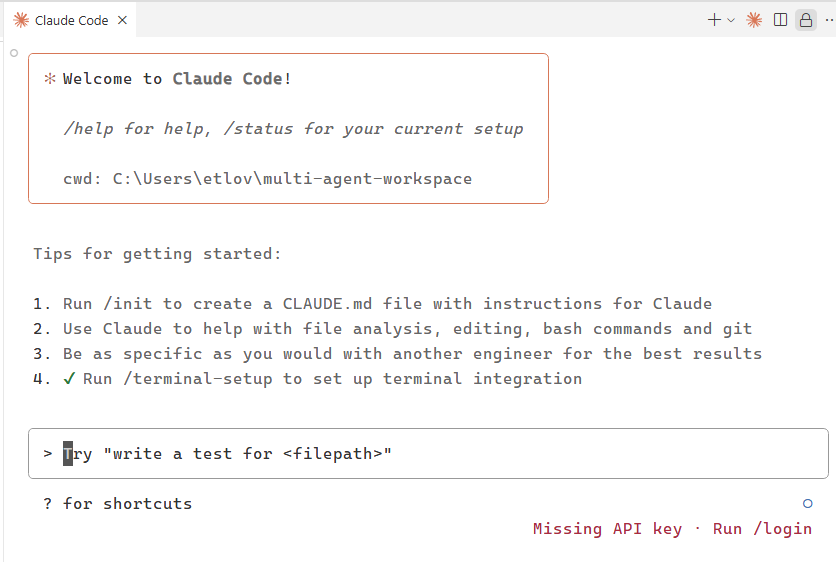 Claude Code
Welcome to Claude Code!
/help for help, /status for your current setup
cwd: C:\Users\etlov\multi-agent-workspace
Tips for getting started:
1. Run /init to create a CLAUDE.md file with instructions for Claude
2. Use Claude to help with file analysis, editing, bash commands and git
3. Be as specific as you would with another engineer for the best results
4. ✓ Run /terminal-setup to set up terminal integration
> Try "write a test for <filepath>"
? for shortcuts
Missing API key · Run /login